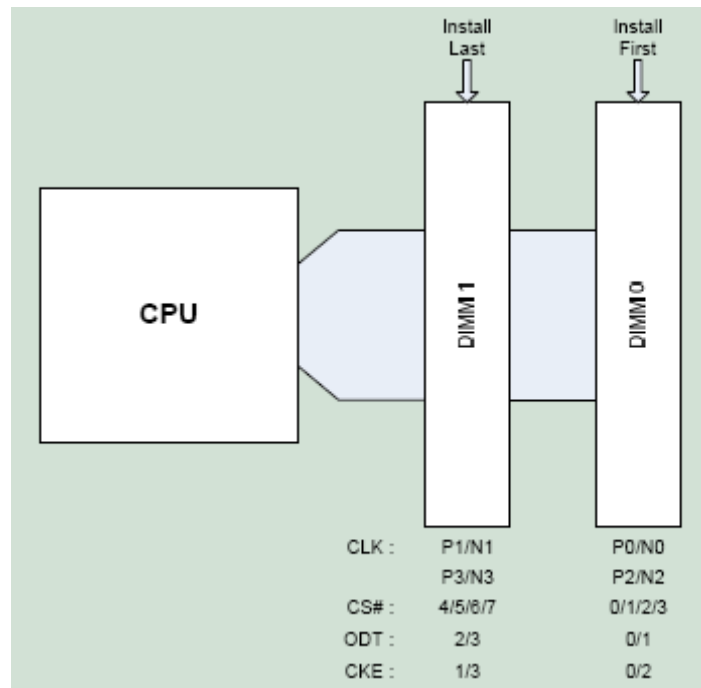 Install
Last
Install
First
CPU
DIMM 1
DIMM 0
CLK : P1/N1 P0/N0
P3/N3 P2/N2
CS# : 4/5/6/7 0/1/2/3
ODT : 2/3 0/1
CKE : 1/3 0/2